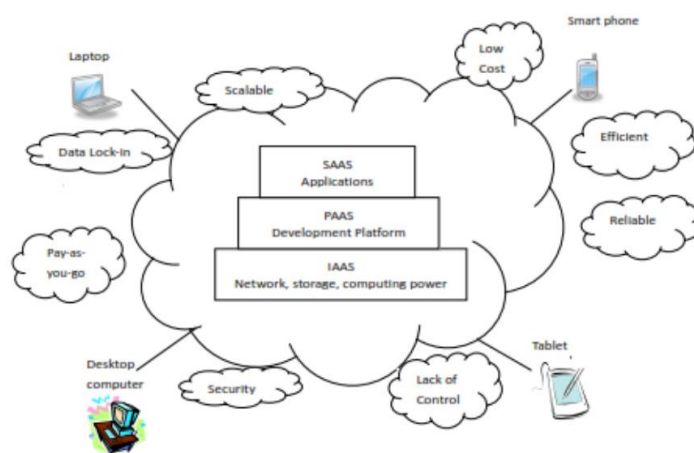 Smart phone
Low
Cost
Laptop
Scalable
Efficient
Data Lock-in
SAAS
Applications
PAAS
Development Platform
Reliable
Pay-as-
you-go
IAAS
Network, storage, computing power
Tablet
Desktop
computer
Security
Lack of
Control